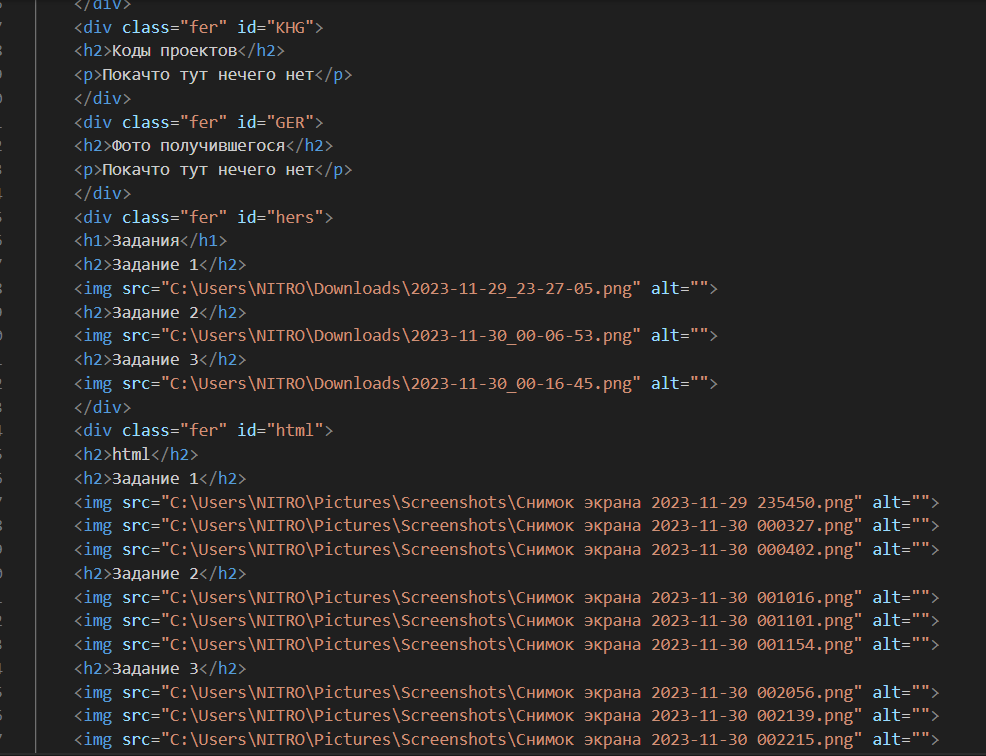 </div>
<div class="fer" id="KHG">
<h2>Коды проектов</h2>
<p>Покачто тут нечего нет</p>
</div>
<div class="fer" id="GER">
<h2>Фото получившегося</h2>
<p>Покачто тут нечего нет</p>
</div>
<div class="fer" id="hers">
<h1>Задания</h1>
<h2>Задание 1</h2>
<img src="C:\Users\NITRO\Downloads\2023-11-29_23-27-05.png" alt="">
<h2>Задание 2</h2>
<img src="C:\Users\NITRO\Downloads\2023-11-30_00-06-53.png" alt="">
<h2>Задание 3</h2>
<img src="C:\Users\NITRO\Downloads\2023-11-30_00-16-45.png" alt="">
</div>
<div class="fer" id="html">
<h2>html</h2>
<h2>Задание 1</h2>
<img src="C:\Users\NITRO\Pictures\Screenshots\Снимок экрана 2023-11-29 235450.png" alt="">
<img src="C:\Users\NITRO\Pictures\Screenshots\Снимок экрана 2023-11-30 000327.png" alt="">
<img src="C:\Users\NITRO\Pictures\Screenshots\Снимок экрана 2023-11-30 000402.png" alt="">
<h2>Задание 2</h2>
<img src="C:\Users\NITRO\Pictures\Screenshots\Снимок экрана 2023-11-30 001016.png" alt="">
<img src="C:\Users\NITRO\Pictures\Screenshots\Снимок экрана 2023-11-30 001101.png" alt="">
<img src="C:\Users\NITRO\Pictures\Screenshots\Снимок экрана 2023-11-30 001154.png" alt="">
<h2>Задание 3</h2>
<img src="C:\Users\NITRO\Pictures\Screenshots\Снимок экрана 2023-11-30 002056.png" alt="">
<img src="C:\Users\NITRO\Pictures\Screenshots\Снимок экрана 2023-11-30 002139.png" alt="">
<img src="C:\Users\NITRO\Pictures\Screenshots\Снимок экрана 2023-11-30 002215.png" alt="">